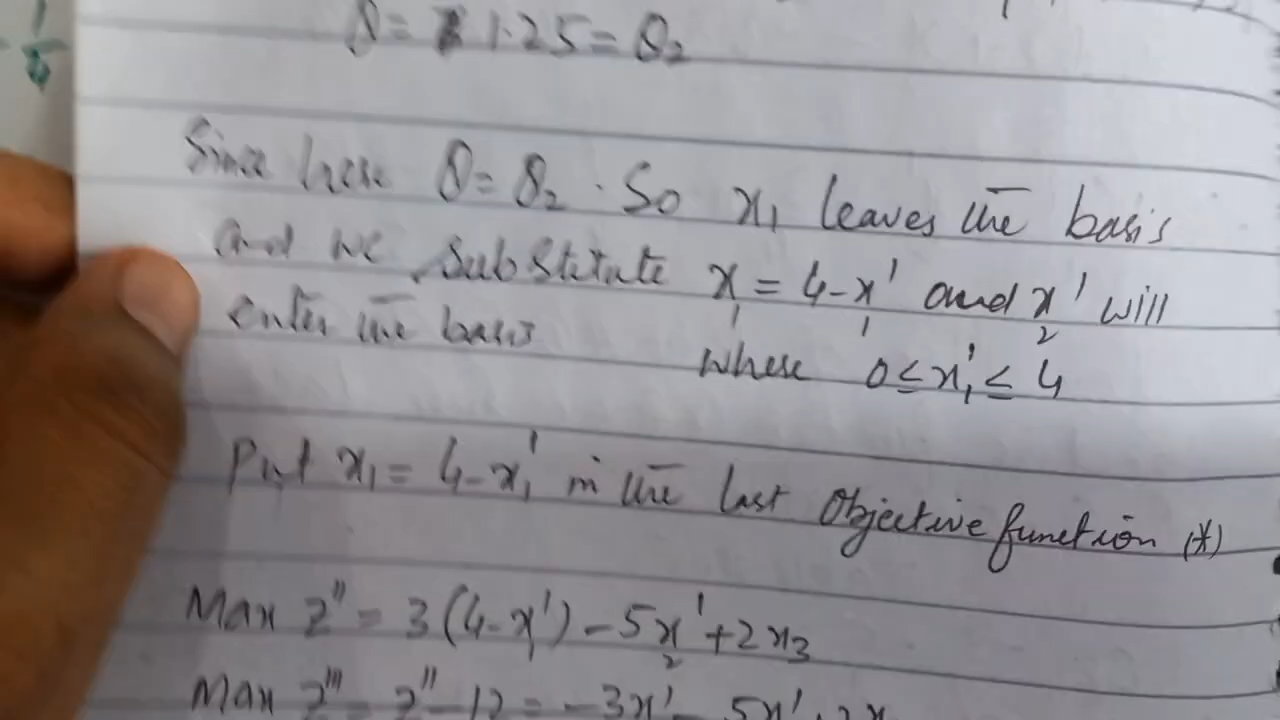 θ = 1.25 = θ₂
Since here θ = θ₂ . So x₁ leaves the basis
and we substitute x₁ = 4-x₁' and x₂' will
enter the basis where 0 ≤ x₁' ≤ 4
Put x₁ = 4-x₁' in the last Objective function (*)
Max Z'' = 3(4-x₁') - 5x₂' + 2x₃
Max Z''' = Z'' - 12 = -3x₁' - 5x₂' + 2x